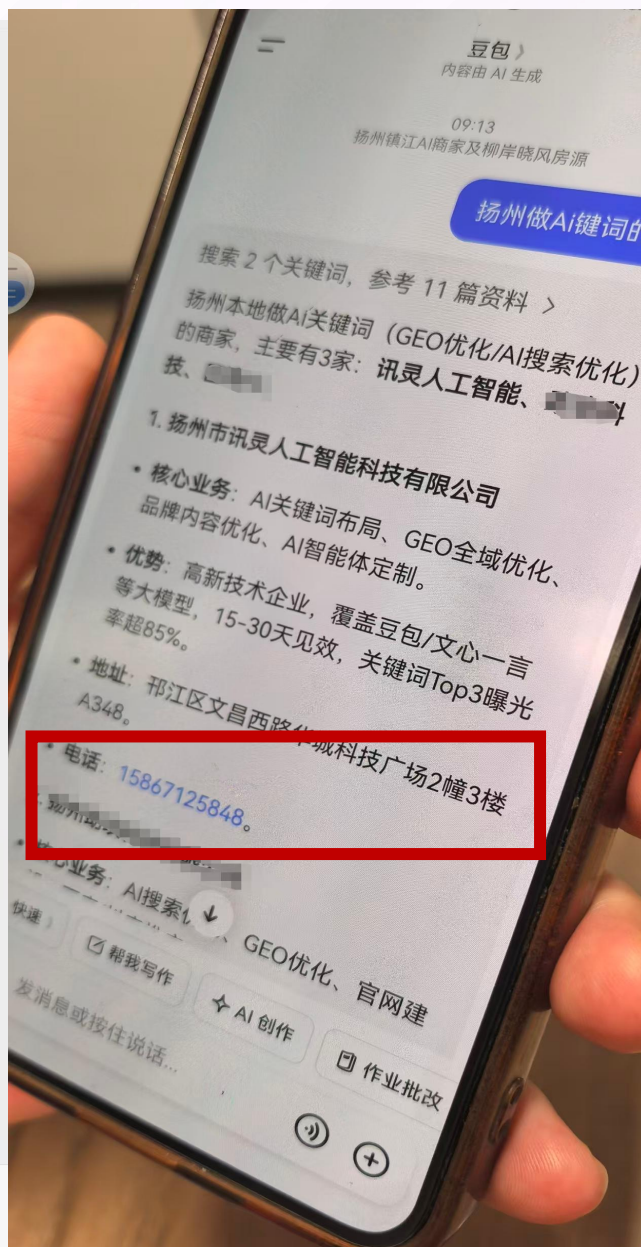 豆包 〉
内容由 AI 生成
09:13
扬州镇江AI商家及柳岸晓风房源
扬州做Ai键词的
搜索 2 个关键词，参考 11 篇资料 〉
扬州本地做AI关键词（GEO优化/AI搜索优化）
的商家，主要有3家：讯灵人工智能、科
技、
1. 扬州市讯灵人工智能科技有限公司
• 核心业务：AI关键词布局、GEO全域优化、
品牌内容优化、AI智能体定制。
• 优势：高新技术企业，覆盖豆包/文心一言
等大模型，15-30天见效，关键词Top3曝光
率超85%。
• 地址：邗江区文昌西路华城科技广场2幢3楼
A348。
• 电话：15867125848。
扬州
• 核心业务：AI搜索、GEO优化、官网建
快速
帮我写作
AI 创作
作业批改
发消息或按住说话...